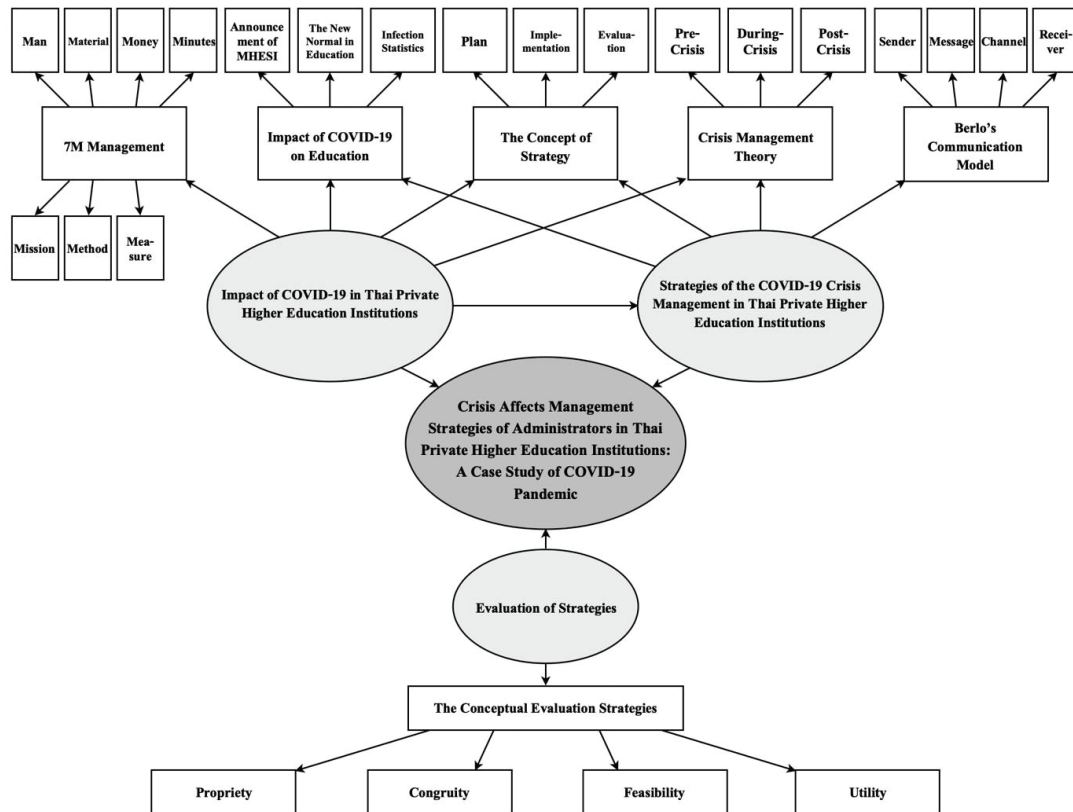 Man
Material
Money
Minutes
Announce
ment of
MHESI
The New
Normal in
Education
Infection
Statistics
Plan
Imple-
mentation
Evalua-
tion
Pre-
Crisis
During-
Crisis
Post-
Crisis
Sender
Message
Channel
Recei-
ver
7M Management
Impact of COVID-19
on Education
The Concept of
Strategy
Crisis Management
Theory
Berlo's
Communication
Model
Mission
Method
Mea-
sure
Impact of COVID-19 in Thai Private
Higher Education Institutions
Strategies of the COVID-19 Crisis
Management in Thai Private Higher
Education Institutions
Crisis Affects Management
Strategies of Administrators in Thai
Private Higher Education Institutions:
A Case Study of COVID-19
Pandemic
Evaluation of Strategies
The Conceptual Evaluation Strategies
Propriety
Congruity
Feasibility
Utility